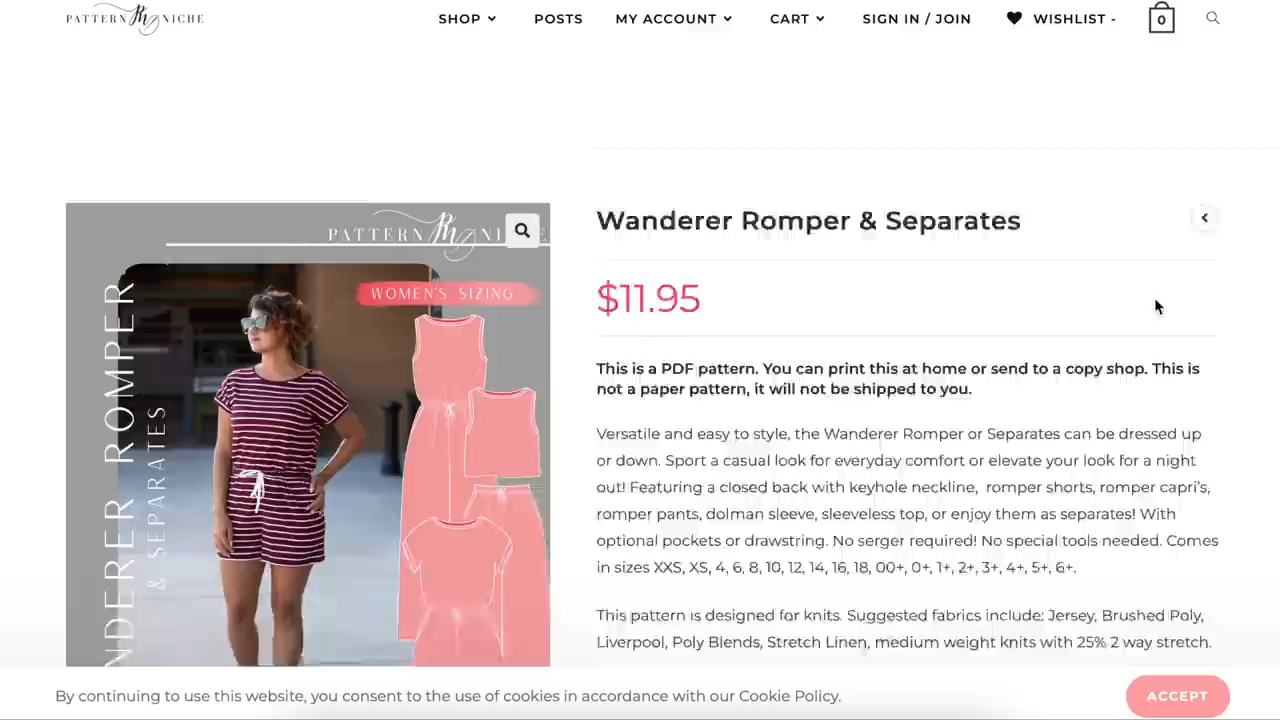 PATTERN PN NICHE
SHOP
POSTS
MY ACCOUNT
CART
SIGN IN / JOIN
WISHLIST -
0
PATTERN PN
WOMEN'S SIZING
ROMPER
& SEPARATES
Wanderer Romper & Separates
$11.95
This is a PDF pattern. You can print this at home or send to a copy shop. This is
not a paper pattern, it will not be shipped to you.
Versatile and easy to style, the Wanderer Romper or Separates can be dressed up
or down. Sport a casual look for everyday comfort or elevate your look for a night
out! Featuring a closed back with keyhole neckline, romper shorts, romper capri's,
romper pants, dolman sleeve, sleeveless top, or enjoy them as separates! With
optional pockets or drawstring. No serger required! No special tools needed. Comes
in sizes XXS, XS, 4, 6, 8, 10, 12, 14, 16, 18, 00+, 0+, 1+, 2+, 3+, 4+, 5+, 6+.
This pattern is designed for knits. Suggested fabrics include: Jersey, Brushed Poly,
Liverpool, Poly Blends, Stretch Linen, medium weight knits with 25% 2 way stretch.
By continuing to use this website, you consent to the use of cookies in accordance with our Cookie Policy.
ACCEPT